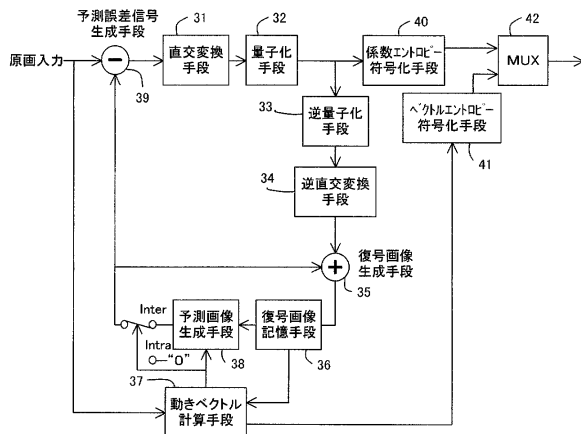 予測誤差信号
生成手段
31
32
40
42
原画入力
39
直交変換
手段
量子化
手段
係数エントロピー
符号化手段
MUX
33
逆量子化
手段
ベクトルエントロピー
符号化手段
41
34
逆直交変換
手段
復号画像
生成手段
35
Inter
予測画像
生成手段
復号画像
記憶手段
Intra
"0"
38
36
37
動きベクトル
計算手段